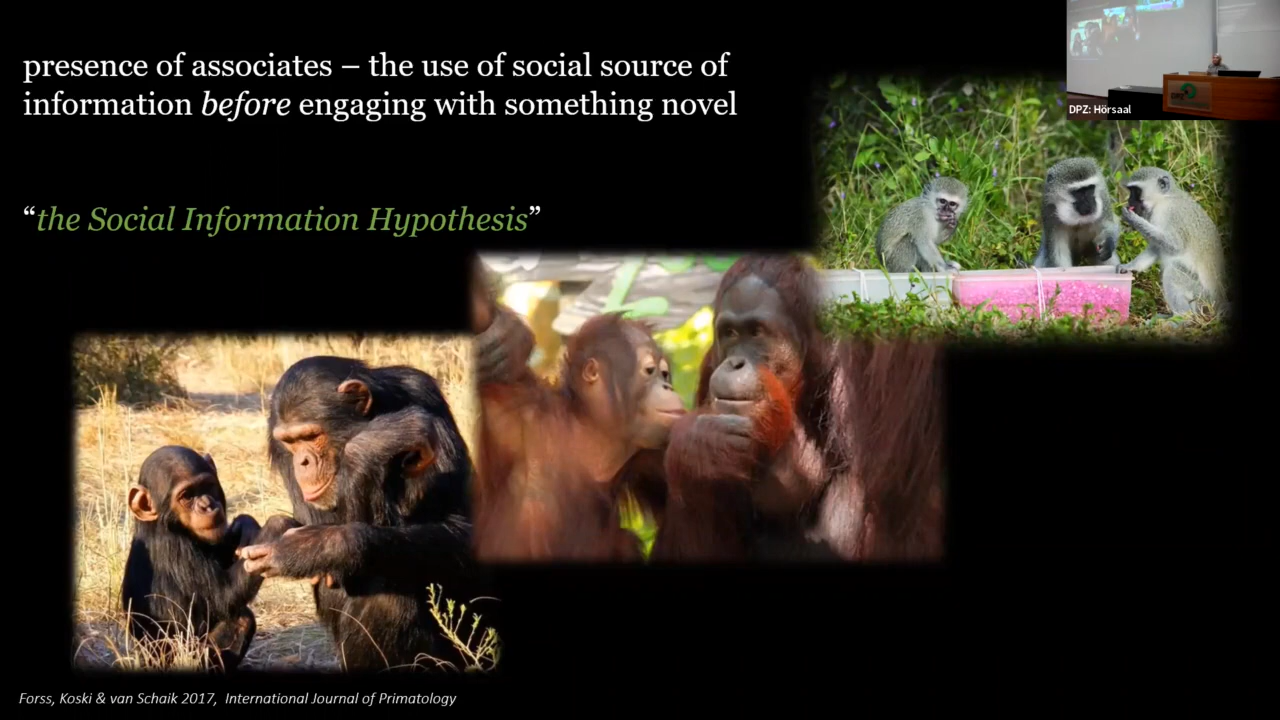 presence of associates – the use of social source of
information before engaging with something novel
“the Social Information Hypothesis”
DPZ: Hörsaal
DPZ
Forss, Koski & van Schaik 2017, International Journal of Primatology